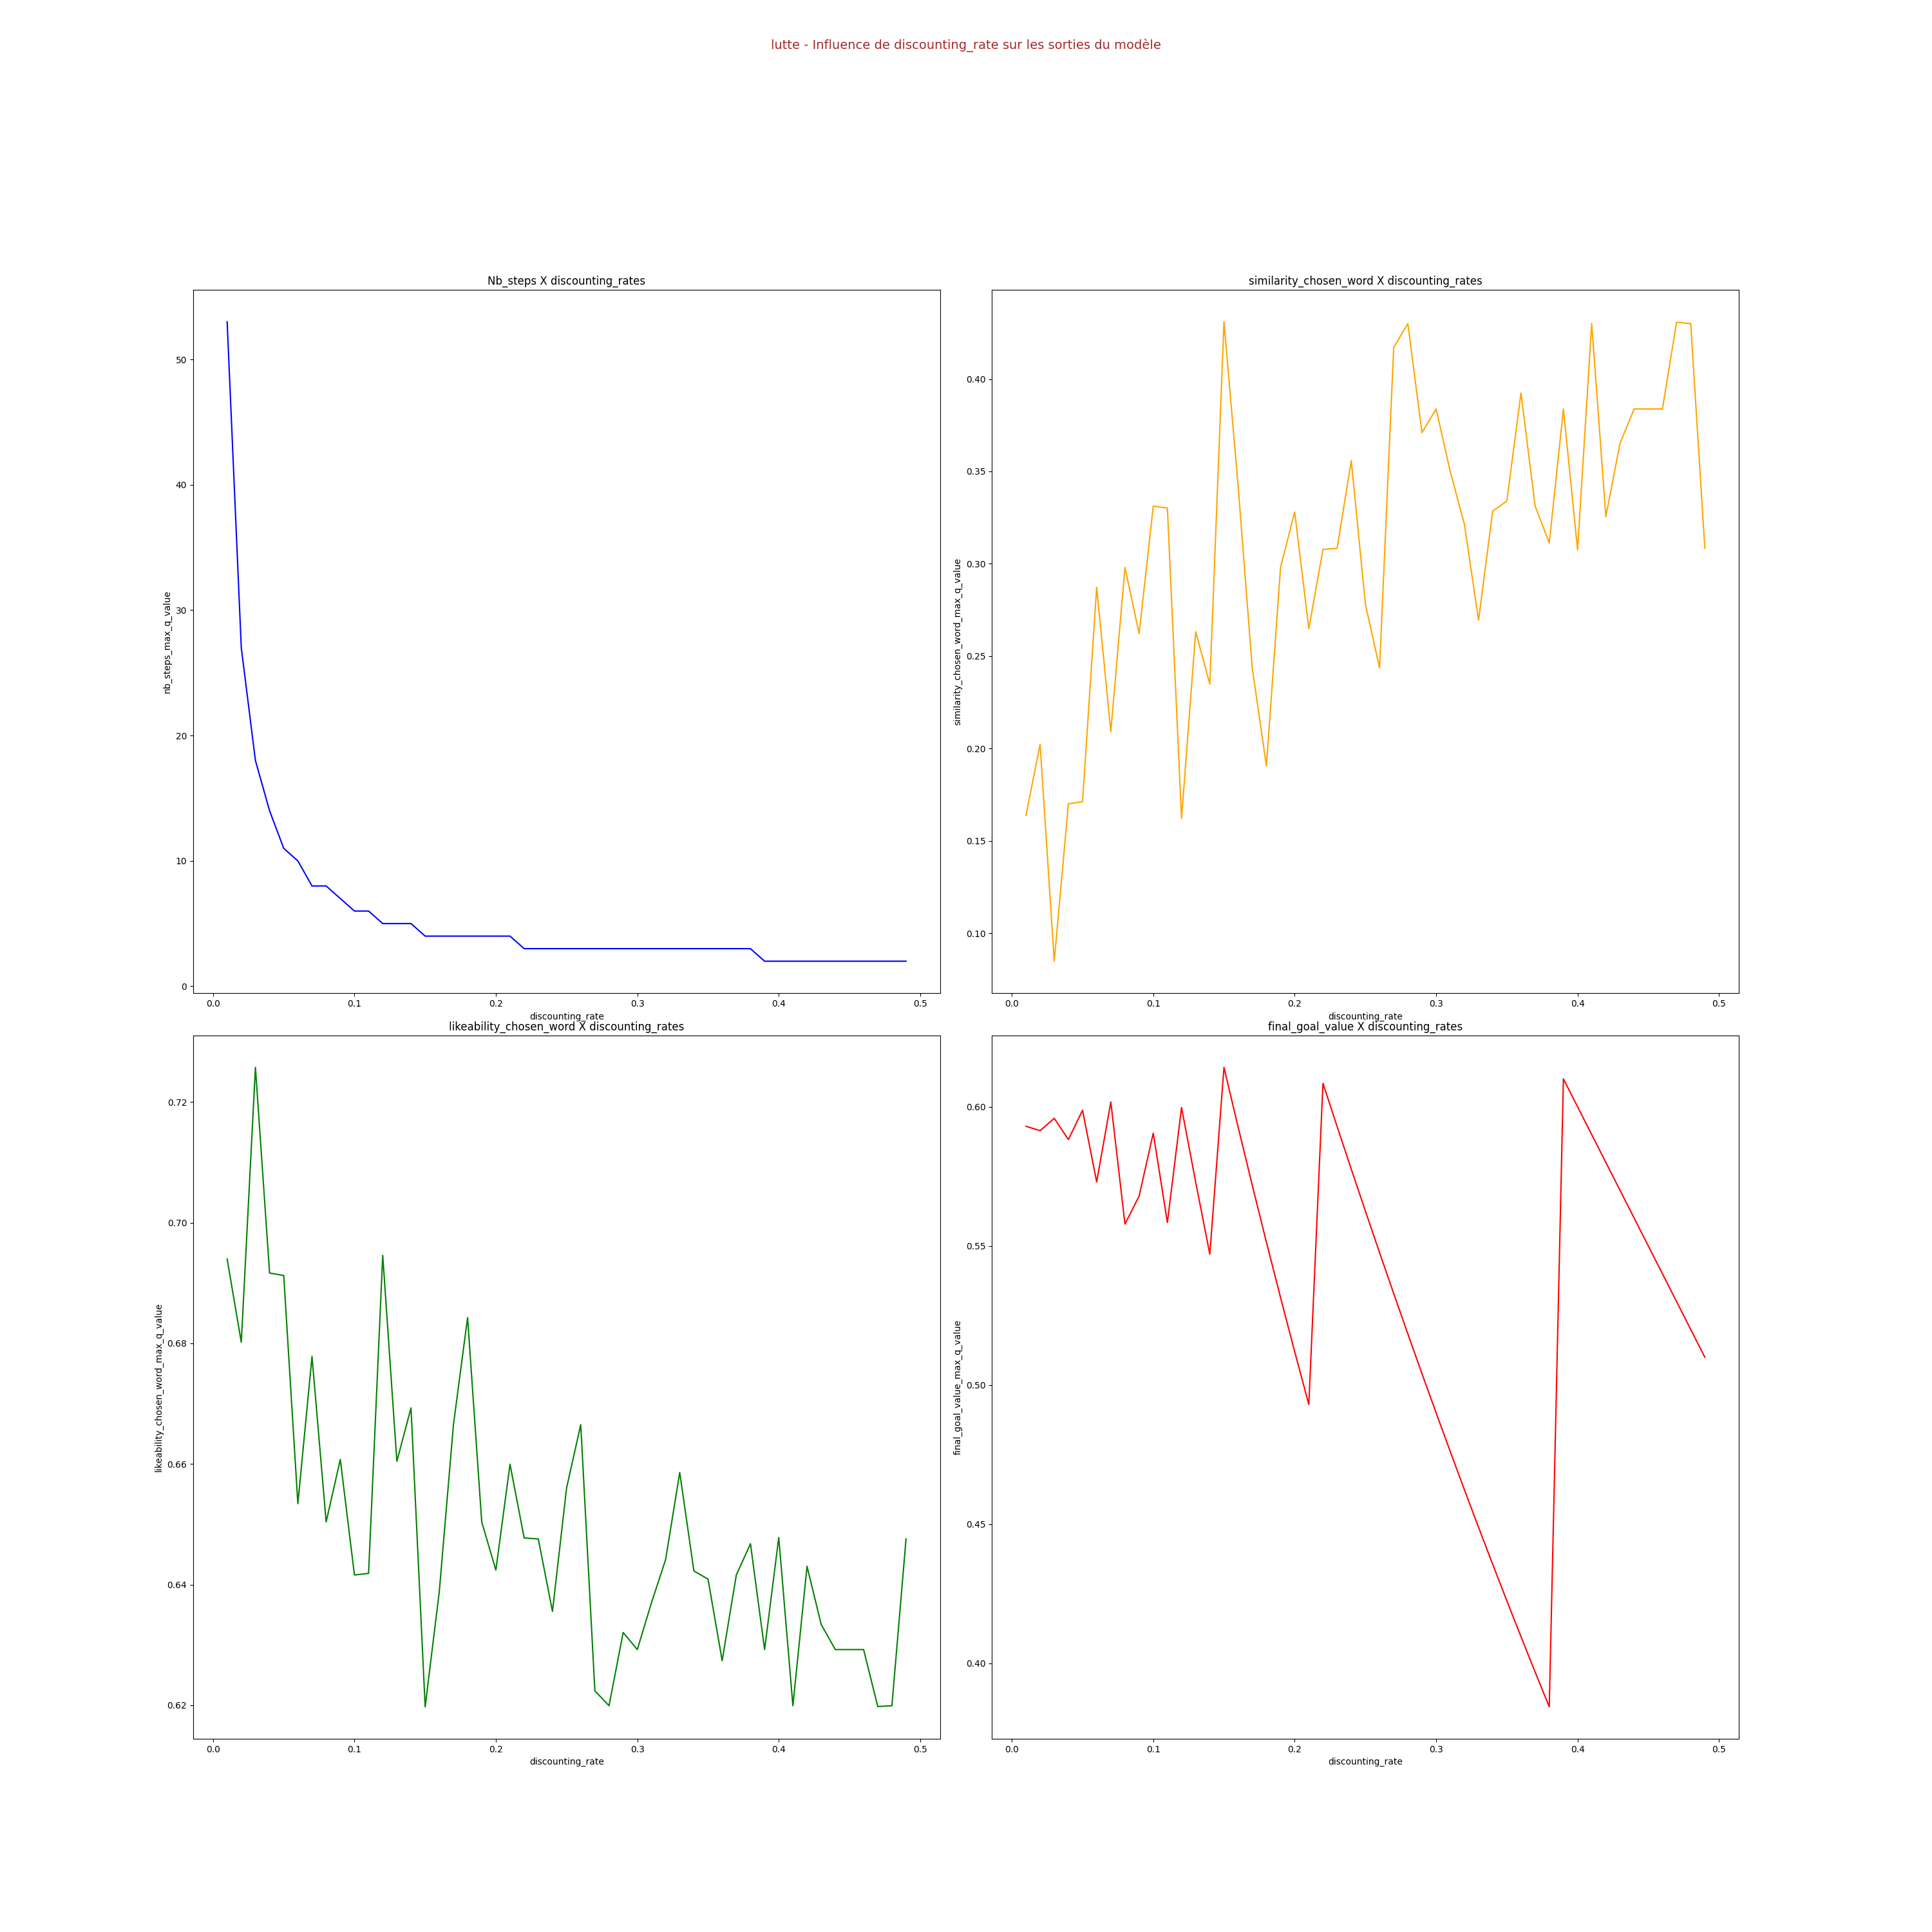 lutte - Influence de discounting_rate sur les sorties du modèle
Nb_steps X discounting_rates
nb_steps_max_q_value
50
40
30
20
10
0
0.0 0.1 0.2 0.3 0.4 0.5
discounting_rate
similarity_chosen_word X discounting_rates
similarity_chosen_word_max_q_value
0.40
0.35
0.30
0.25
0.20
0.15
0.10
0.0 0.1 0.2 0.3 0.4 0.5
discounting_rate
likeability_chosen_word X discounting_rates
likeability_chosen_word_max_q_value
0.72
0.70
0.68
0.66
0.64
0.62
0.0 0.1 0.2 0.3 0.4 0.5
discounting_rate
final_goal_value X discounting_rates
final_goal_value_max_q_value
0.60
0.55
0.50
0.45
0.40
0.0 0.1 0.2 0.3 0.4 0.5
discounting_rate